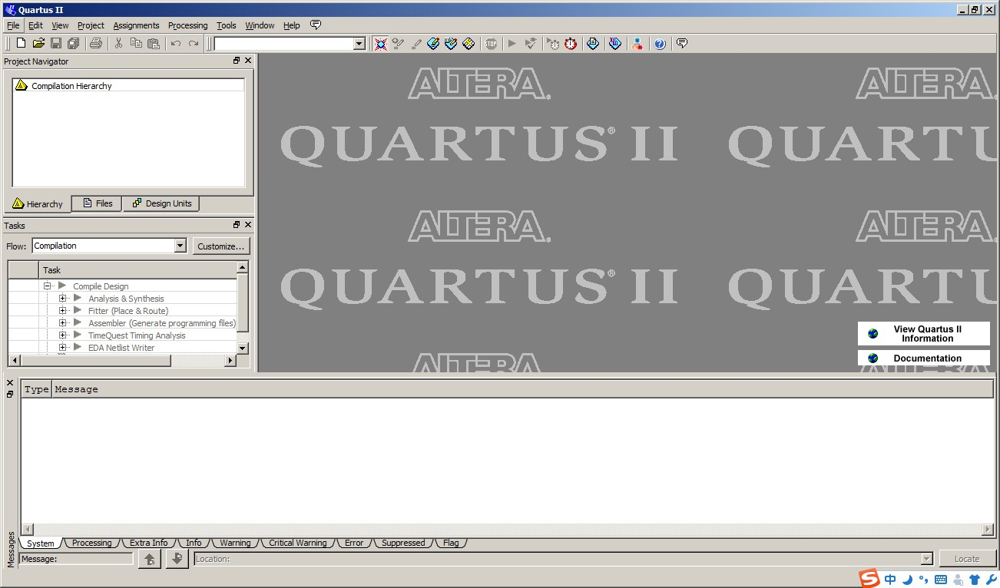 Quartus II
File Edit View Project Assignments Processing Tools Window Help
STOP
Project Navigator
Compilation Hierarchy
Hierarchy Files Design Units
Tasks
Flow: Compilation Customize...
Task
Compile Design
Analysis & Synthesis
Fitter (Place & Route)
Assembler (Generate programming files)
TimeQuest Timing Analysis
EDA Netlist Writer
ALTERA. ALTERA.
QUARTUS® II QUARTU
ALTERA. ALTERA.
QUARTUS® II QUARTU
ALTERA
View Quartus II
Information
Documentation
Type Message
System Processing Extra Info Info Warning Critical Warning Error Suppressed Flag
Messages
Message: Location: Locate
S 中